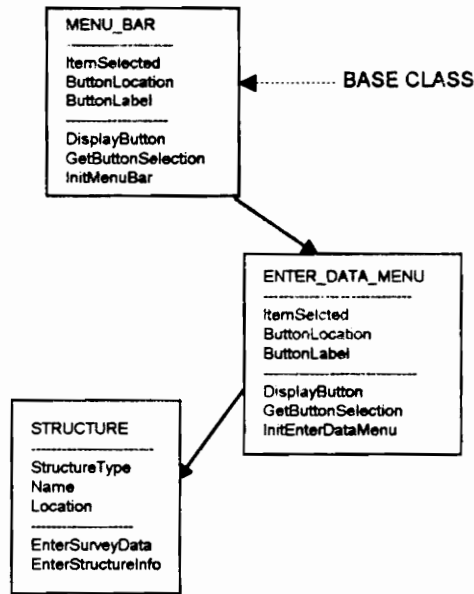 MENU_BAR
ItemSelected
ButtonLocation
ButtonLabel
BASE CLASS
DisplayButton
GetButtonSelection
InitMenuBar
ENTER_DATA_MENU
ItemSelcted
ButtonLocation
ButtonLabel
DisplayButton
GetButtonSelection
InitEnterDataMenu
STRUCTURE
StructureType
Name
Location
EnterSurveyData
EnterStructureInfo